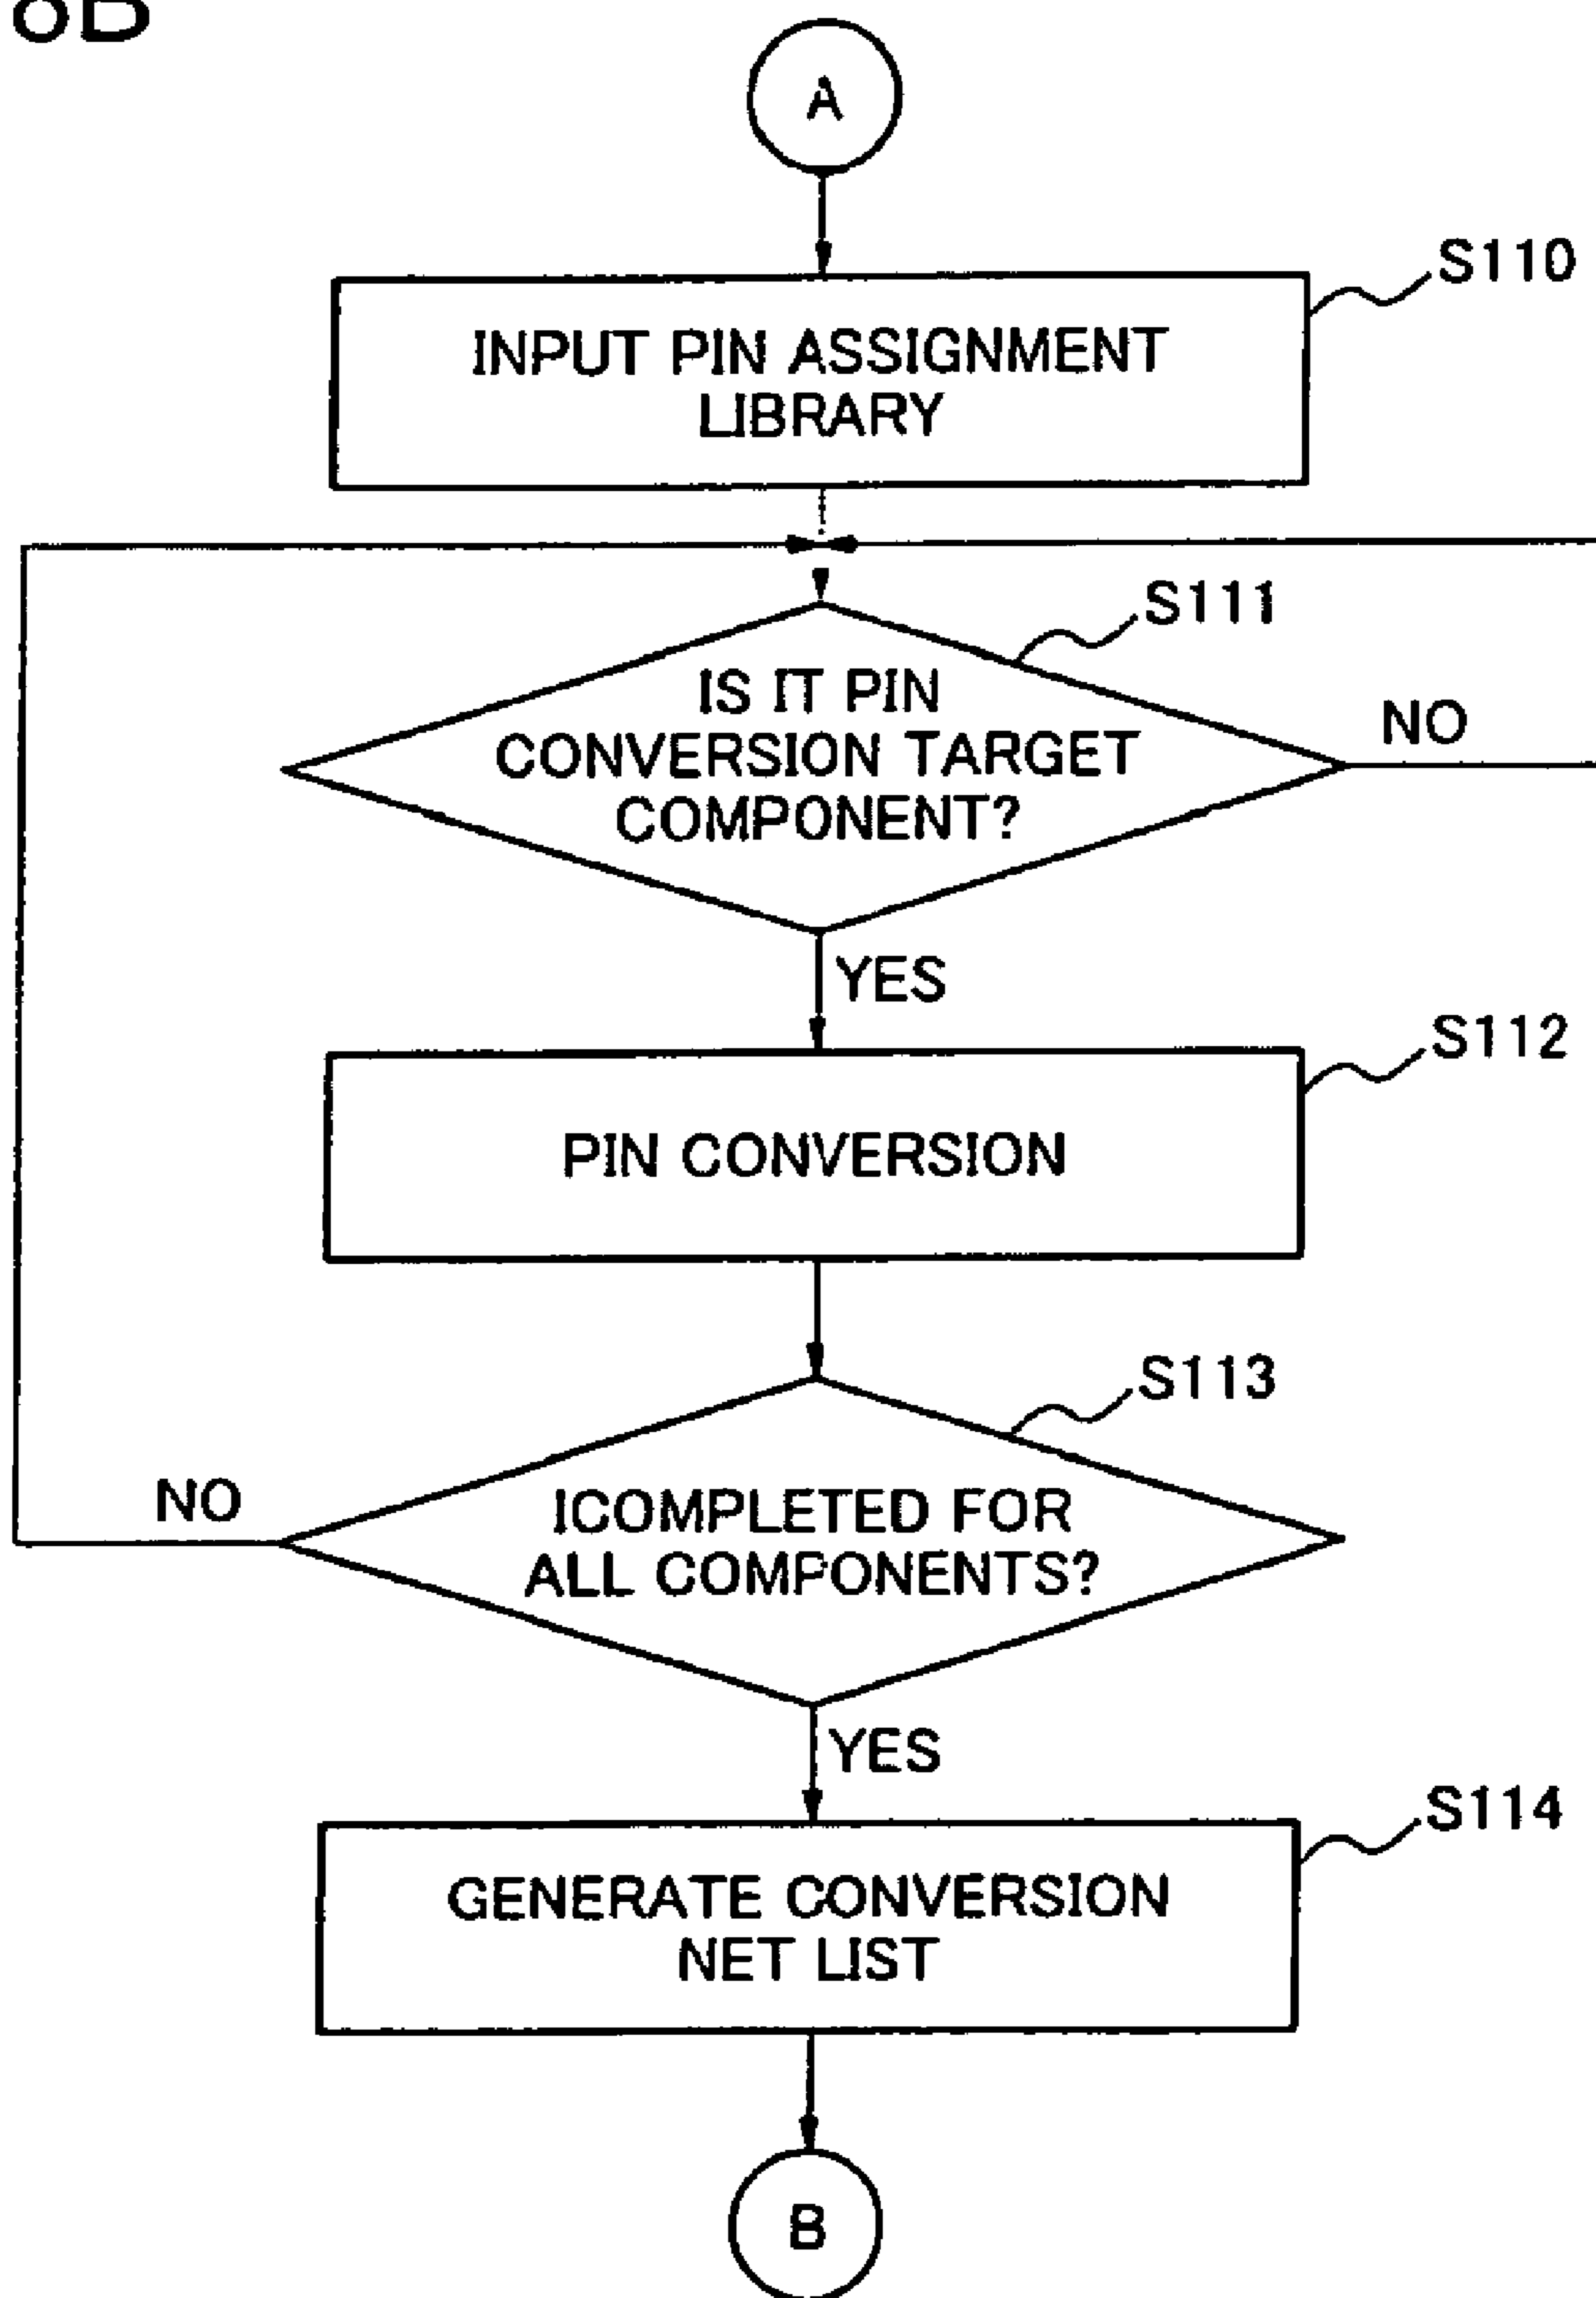 A
S110
INPUT PIN ASSIGNMENT
LIBRARY
S111
IS IT PIN
CONVERSION TARGET
COMPONENT?
NO
YES
S112
PIN CONVERSION
S113
NO
ICOMPLETED FOR
ALL COMPONENTS?
YES
S114
GENERATE CONVERSION
NET LIST
B